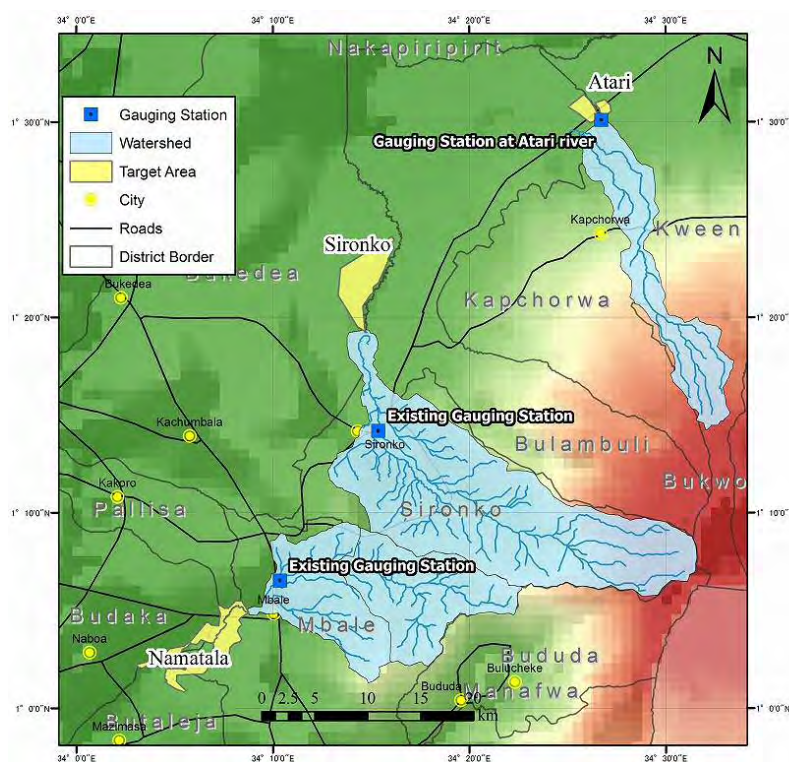 34° 0'0"E
34° 10'0"E
34° 20'0"E
34° 30'0"E
Nakapiripirit
N
Atari
1° 30'0"N
1° 30'0"N
Gauging Station
Watershed
Target Area
City
Roads
District Border
Gauging Station at Atari river
Kapchorwa
Kween
Sironko
Bukedea
Bukedea
Kapchorwa
1° 20'0"N
1° 20'0"N
Existing Gauging Station
Kachumbala
Sironko
Bulambuli
Bukwo
Kakoro
Pallisa
Sironko
1° 10'0"N
1° 10'0"N
Existing Gauging Station
Mbale
Budaka
Mbale
Naboa
Namatala
Bududa
Bulucheke
Bududa
Manafwa
0 2.5 5 10 15 20
km
1° 0'0"N
1° 0'0"N
Mazimasa
Butaleja
34° 0'0"E
34° 10'0"E
34° 20'0"E
34° 30'0"E